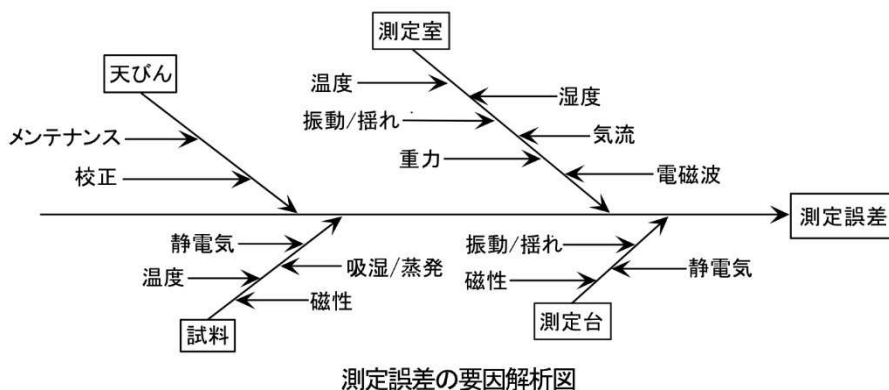 測定室
天びん
温度
湿度
メンテナンス
振動/揺れ
気流
校正
重力
電磁波
測定誤差
静電気
振動/揺れ
吸湿/蒸発
静電気
温度
磁性
磁性
試料
測定台
測定誤差の要因解析図